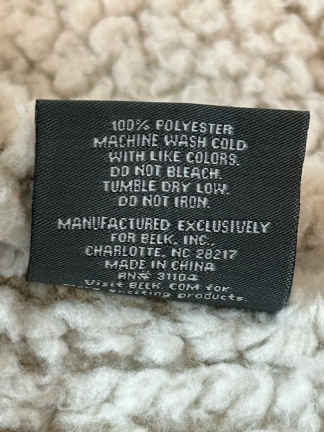 100% POLYESTER
MACHINE WASH COLD
WITH LIKE COLORS.
DO NOT BLEACH.
TUMBLE DRY LOW.
DO NOT IRON.
MANUFACTURED EXCLUSIVELY
FOR BELK, INC.,
CHARLOTTE, NC 28217
MADE IN CHINA
RN# 31104
Visit BELK.COM for
exciting products.